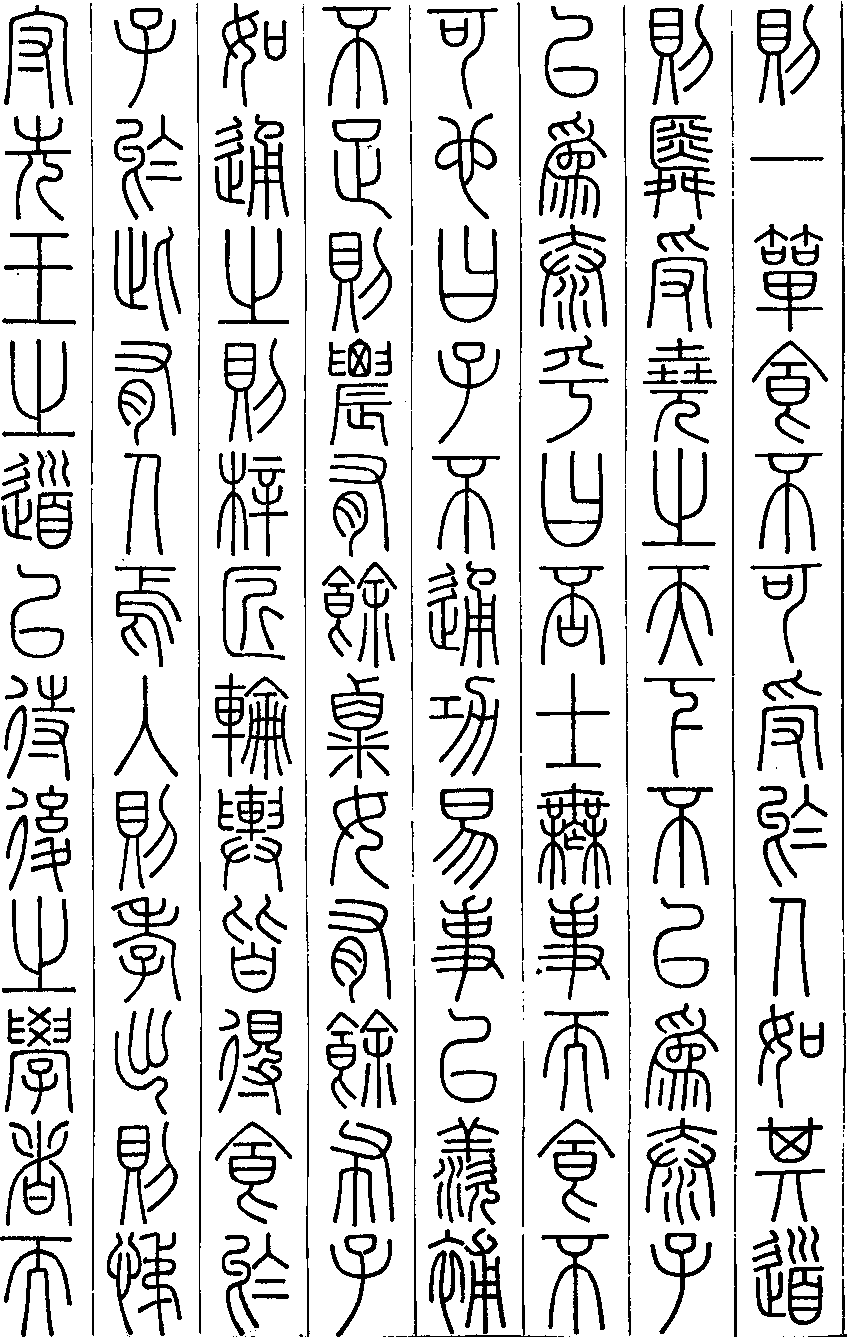 則一簞食不可受於人如其道
則舜受堯之天下不以為泰子
以為泰乎曰否士無事而食不
可也曰子不通功易事以羨補
不足則農有餘粟女有餘布子
如通之則梓匠輪輿皆得食於
子於此有人焉入則孝出則悌
守先王之道以待後之學者而